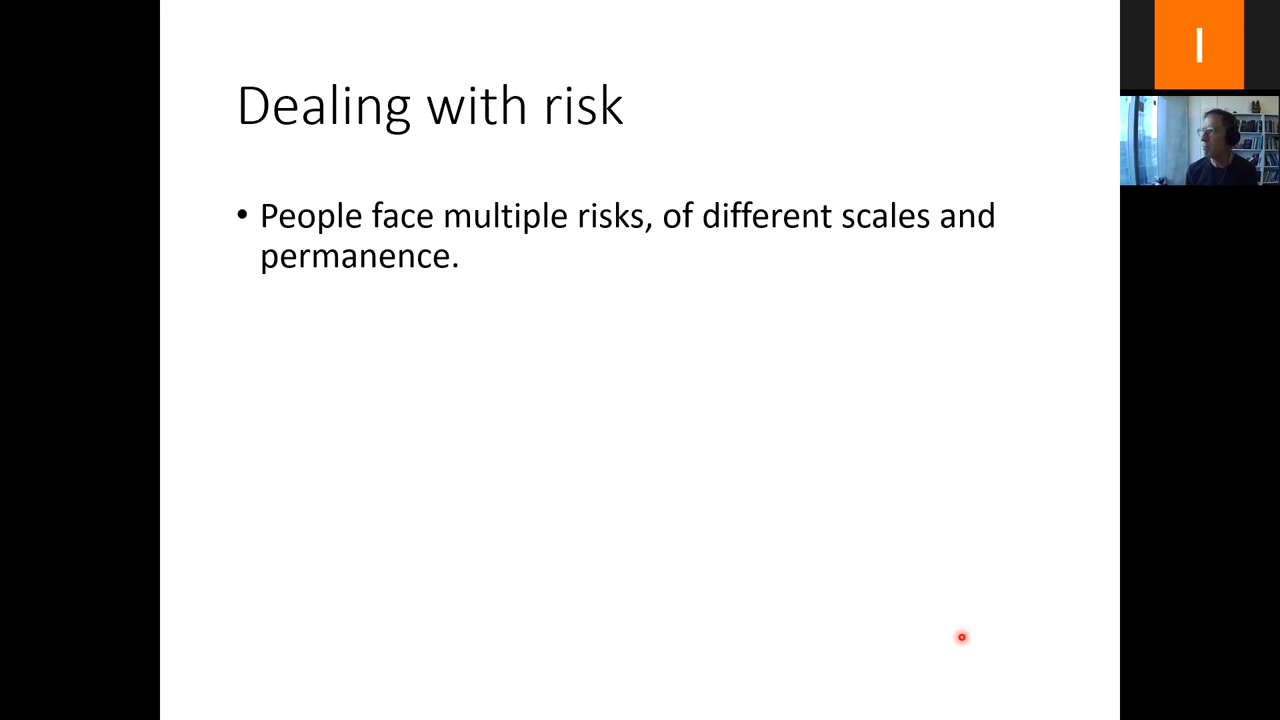 Dealing with risk
• People face multiple risks, of different scales and
permanence.
I